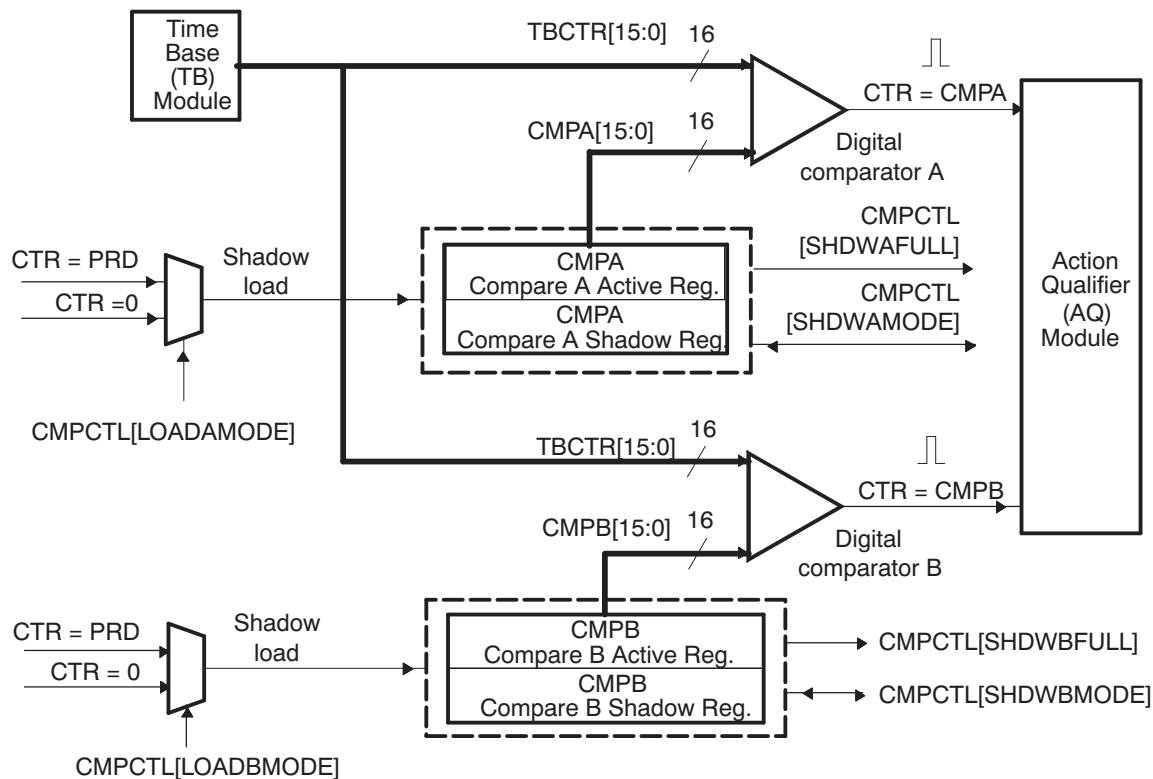 Time
Base
(TB)
Module
TBCTR[15:0]
16
CTR = CMPA
CMPA[15:0]
16
Digital
comparator A
CMPCTL
[SHDWAFULL]
CMPCTL
[SHDWAMODE]
Action
Qualifier
(AQ)
Module
CTR = PRD
CTR =0
Shadow
load
CMPA
Compare A Active Reg.
CMPA
Compare A Shadow Reg.
CMPCTL[LOADAMODE]
TBCTR[15:0]
16
CTR = CMPB
CMPB[15:0]
16
Digital
comparator B
CTR = PRD
CTR = 0
Shadow
load
CMPB
Compare B Active Reg.
CMPB
Compare B Shadow Reg.
CMPCTL[SHDWBFULL]
CMPCTL[SHDWBMODE]
CMPCTL[LOADBMODE]